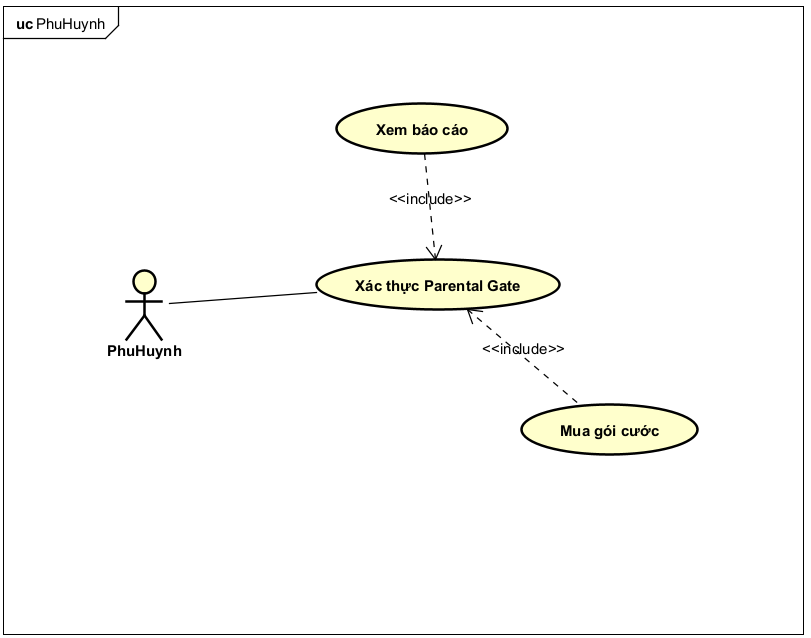 uc PhuHuynh
Xem báo cáo
<<include>>
Xác thực Parental Gate
PhuHuynh
<<include>>
Mua gói cước